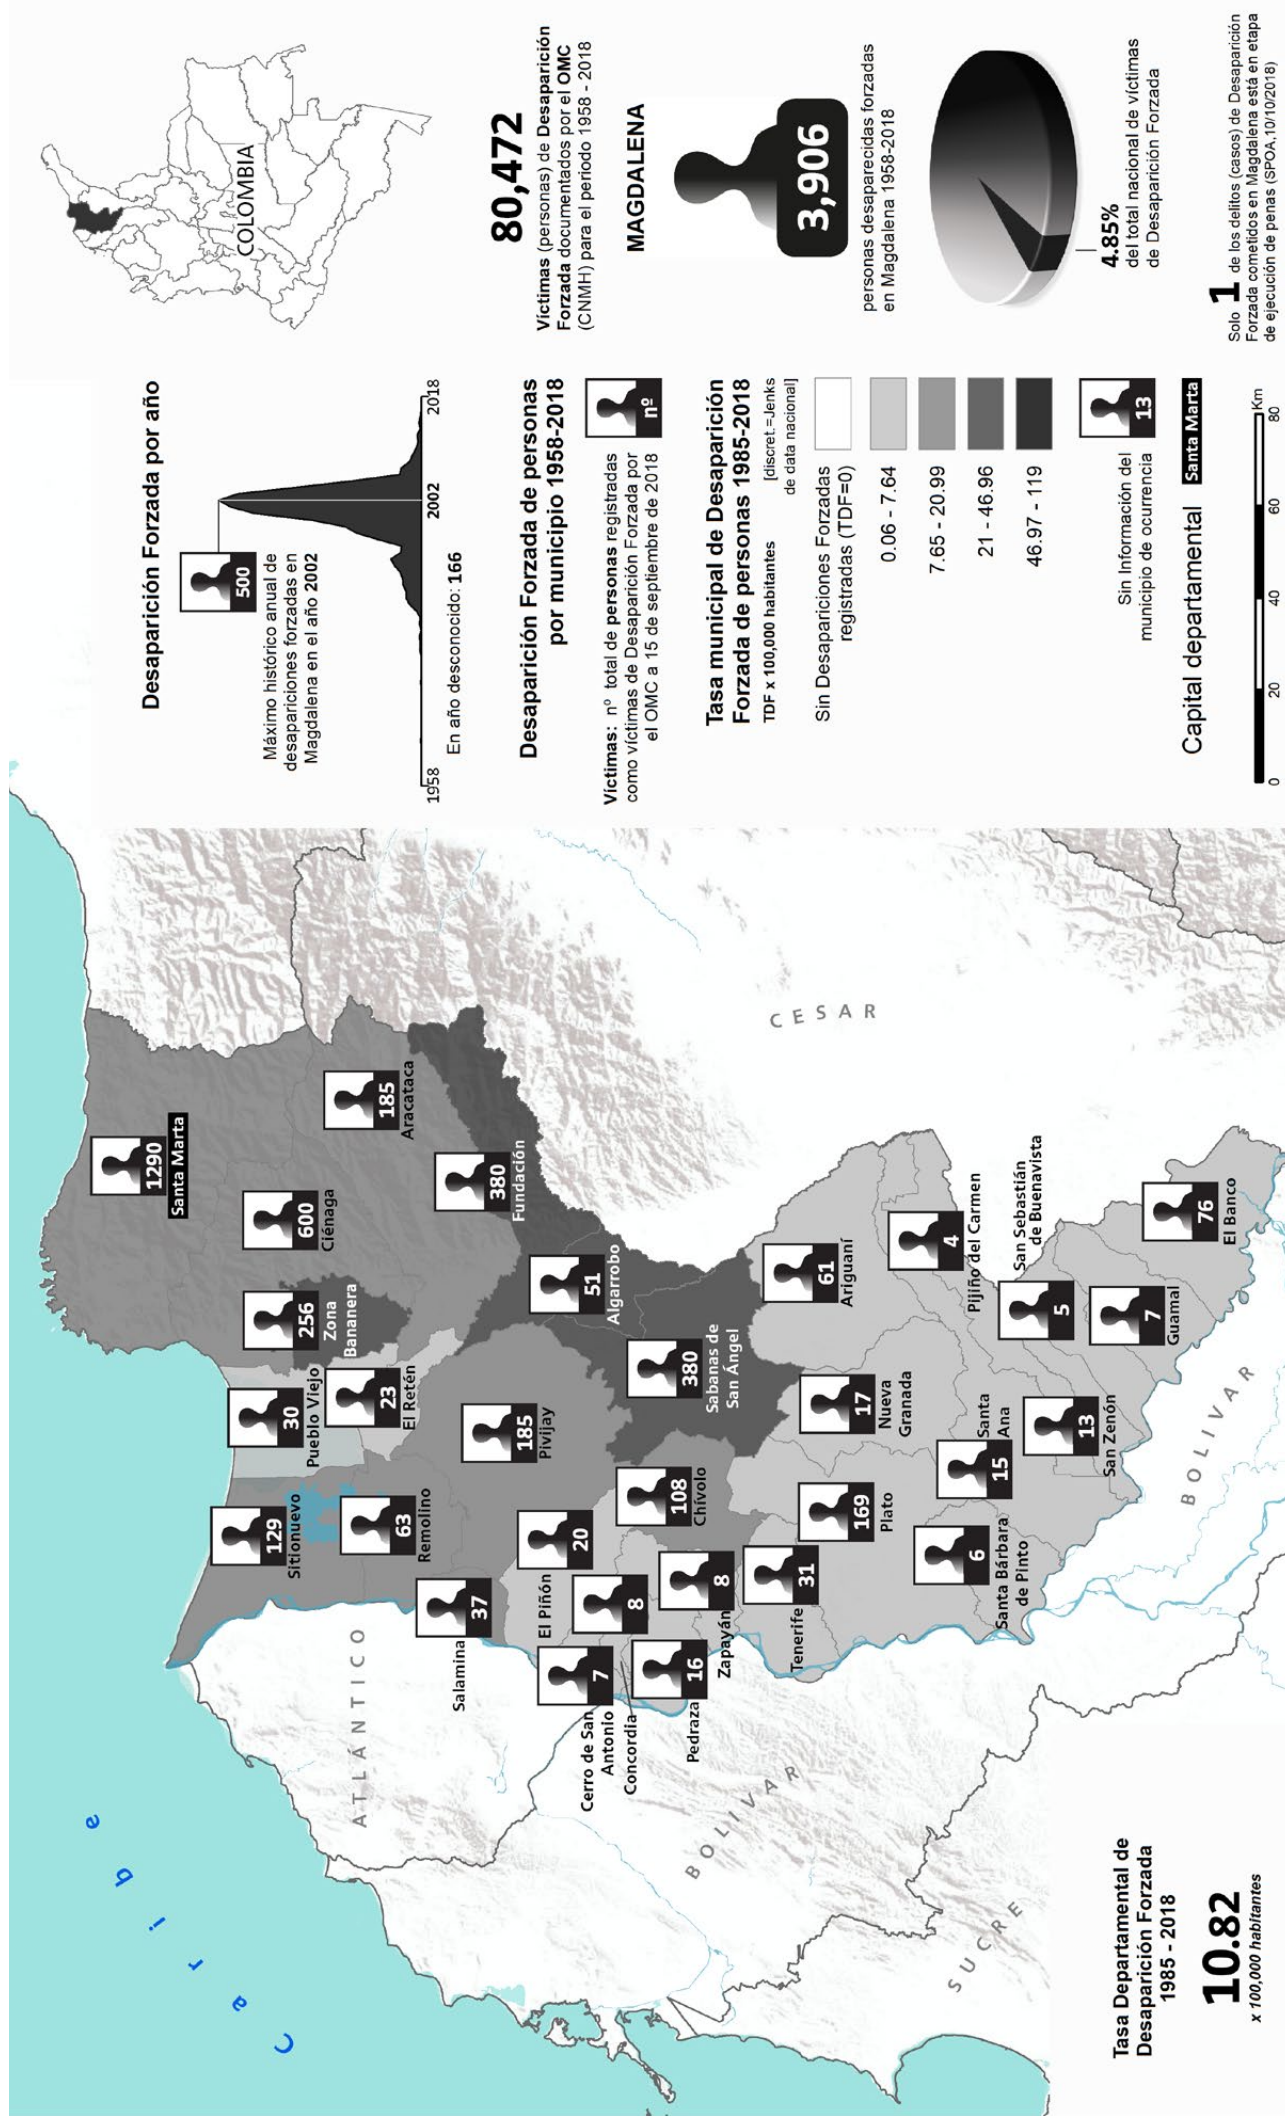 Caribe
ATLÁNTICO
BOLIVAR
SUCRE
CESAR
BOLIVAR
1290
Santa Marta
600
Ciénaga
185
Aracataca
256
Zona
Bananera
380
Fundación
30
Pueblo Viejo
23
El Retén
129
Sitionuevo
63
Remolino
185
Pivijay
51
Algarrobo
37
Salamina
20
El Piñón
380
Sabanas de
San Ángel
108
Chívolo
7
Cerro de San
Antonio
8
Concordia
16
Pedraza
8
Zapayán
31
Tenerife
61
Ariguaní
17
Nueva
Granada
169
Plato
4
Pijiño del Carmen
15
Santa
Ana
6
Santa Bárbara
de Pinto
5
San Sebastián
de Buenavista
13
San Zenón
7
Guamal
76
El Banco
Tasa Departamental de
Desaparición Forzada
1985 - 2018
10.82
x 100,000 habitantes
Desaparición Forzada por año
500
Máximo histórico anual de
desapariciones forzadas en
Magdalena en el año 2002
1958
2002
2018
En año desconocido: 166
Desaparición Forzada de personas
por municipio 1958-2018
Víctimas: nº total de personas registradas
como víctimas de Desaparición Forzada por
el OMC a 15 de septiembre de 2018
nº
Tasa municipal de Desaparición
Forzada de personas 1985-2018
TDF x 100,000 habitantes
[discret.=Jenks
de data nacional]
Sin Desapariciones Forzadas
registradas (TDF=0)
0.06 - 7.64
7.65 - 20.99
21 - 46.96
46.97 - 119
Sin Información del
municipio de ocurrencia
13
Capital departamental Santa Marta
0 20 40 60 80 Km
COLOMBIA
80,472
Víctimas (personas) de Desaparición
Forzada documentados por el OMC
(CNMH) para el periodo 1958 - 2018
MAGDALENA
3,906
personas desaparecidas forzadas
en Magdalena 1958-2018
4.85%
del total nacional de víctimas
de Desaparición Forzada
Solo 1 de los delitos (casos) de Desaparición
Forzada cometidos en Magdalena está en etapa
de ejecución de penas (SPOA,10/10/2018)